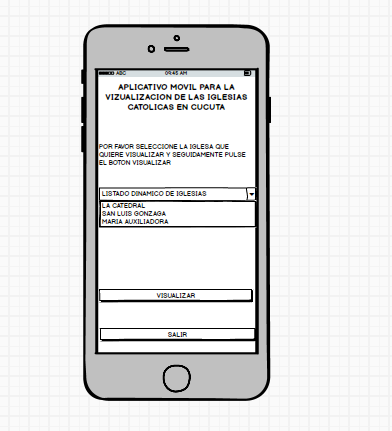 ABC 09:45 AM
APLICATIVO MOVIL PARA LA
VIZUALIZACION DE LAS IGLESIAS
CATOLICAS EN CUCUTA
POR FAVOR SELECCIONE LA IGLESA QUE
QUIERE VISUALIZAR Y SEGUIDAMENTE PULSE
EL BOTON VISUALIZAR
LISTADO DINAMICO DE IGLESIAS
LA CATEDRAL
SAN LUIS GONZAGA
MARIA AUXILIADORA
VISUALIZAR
SALIR